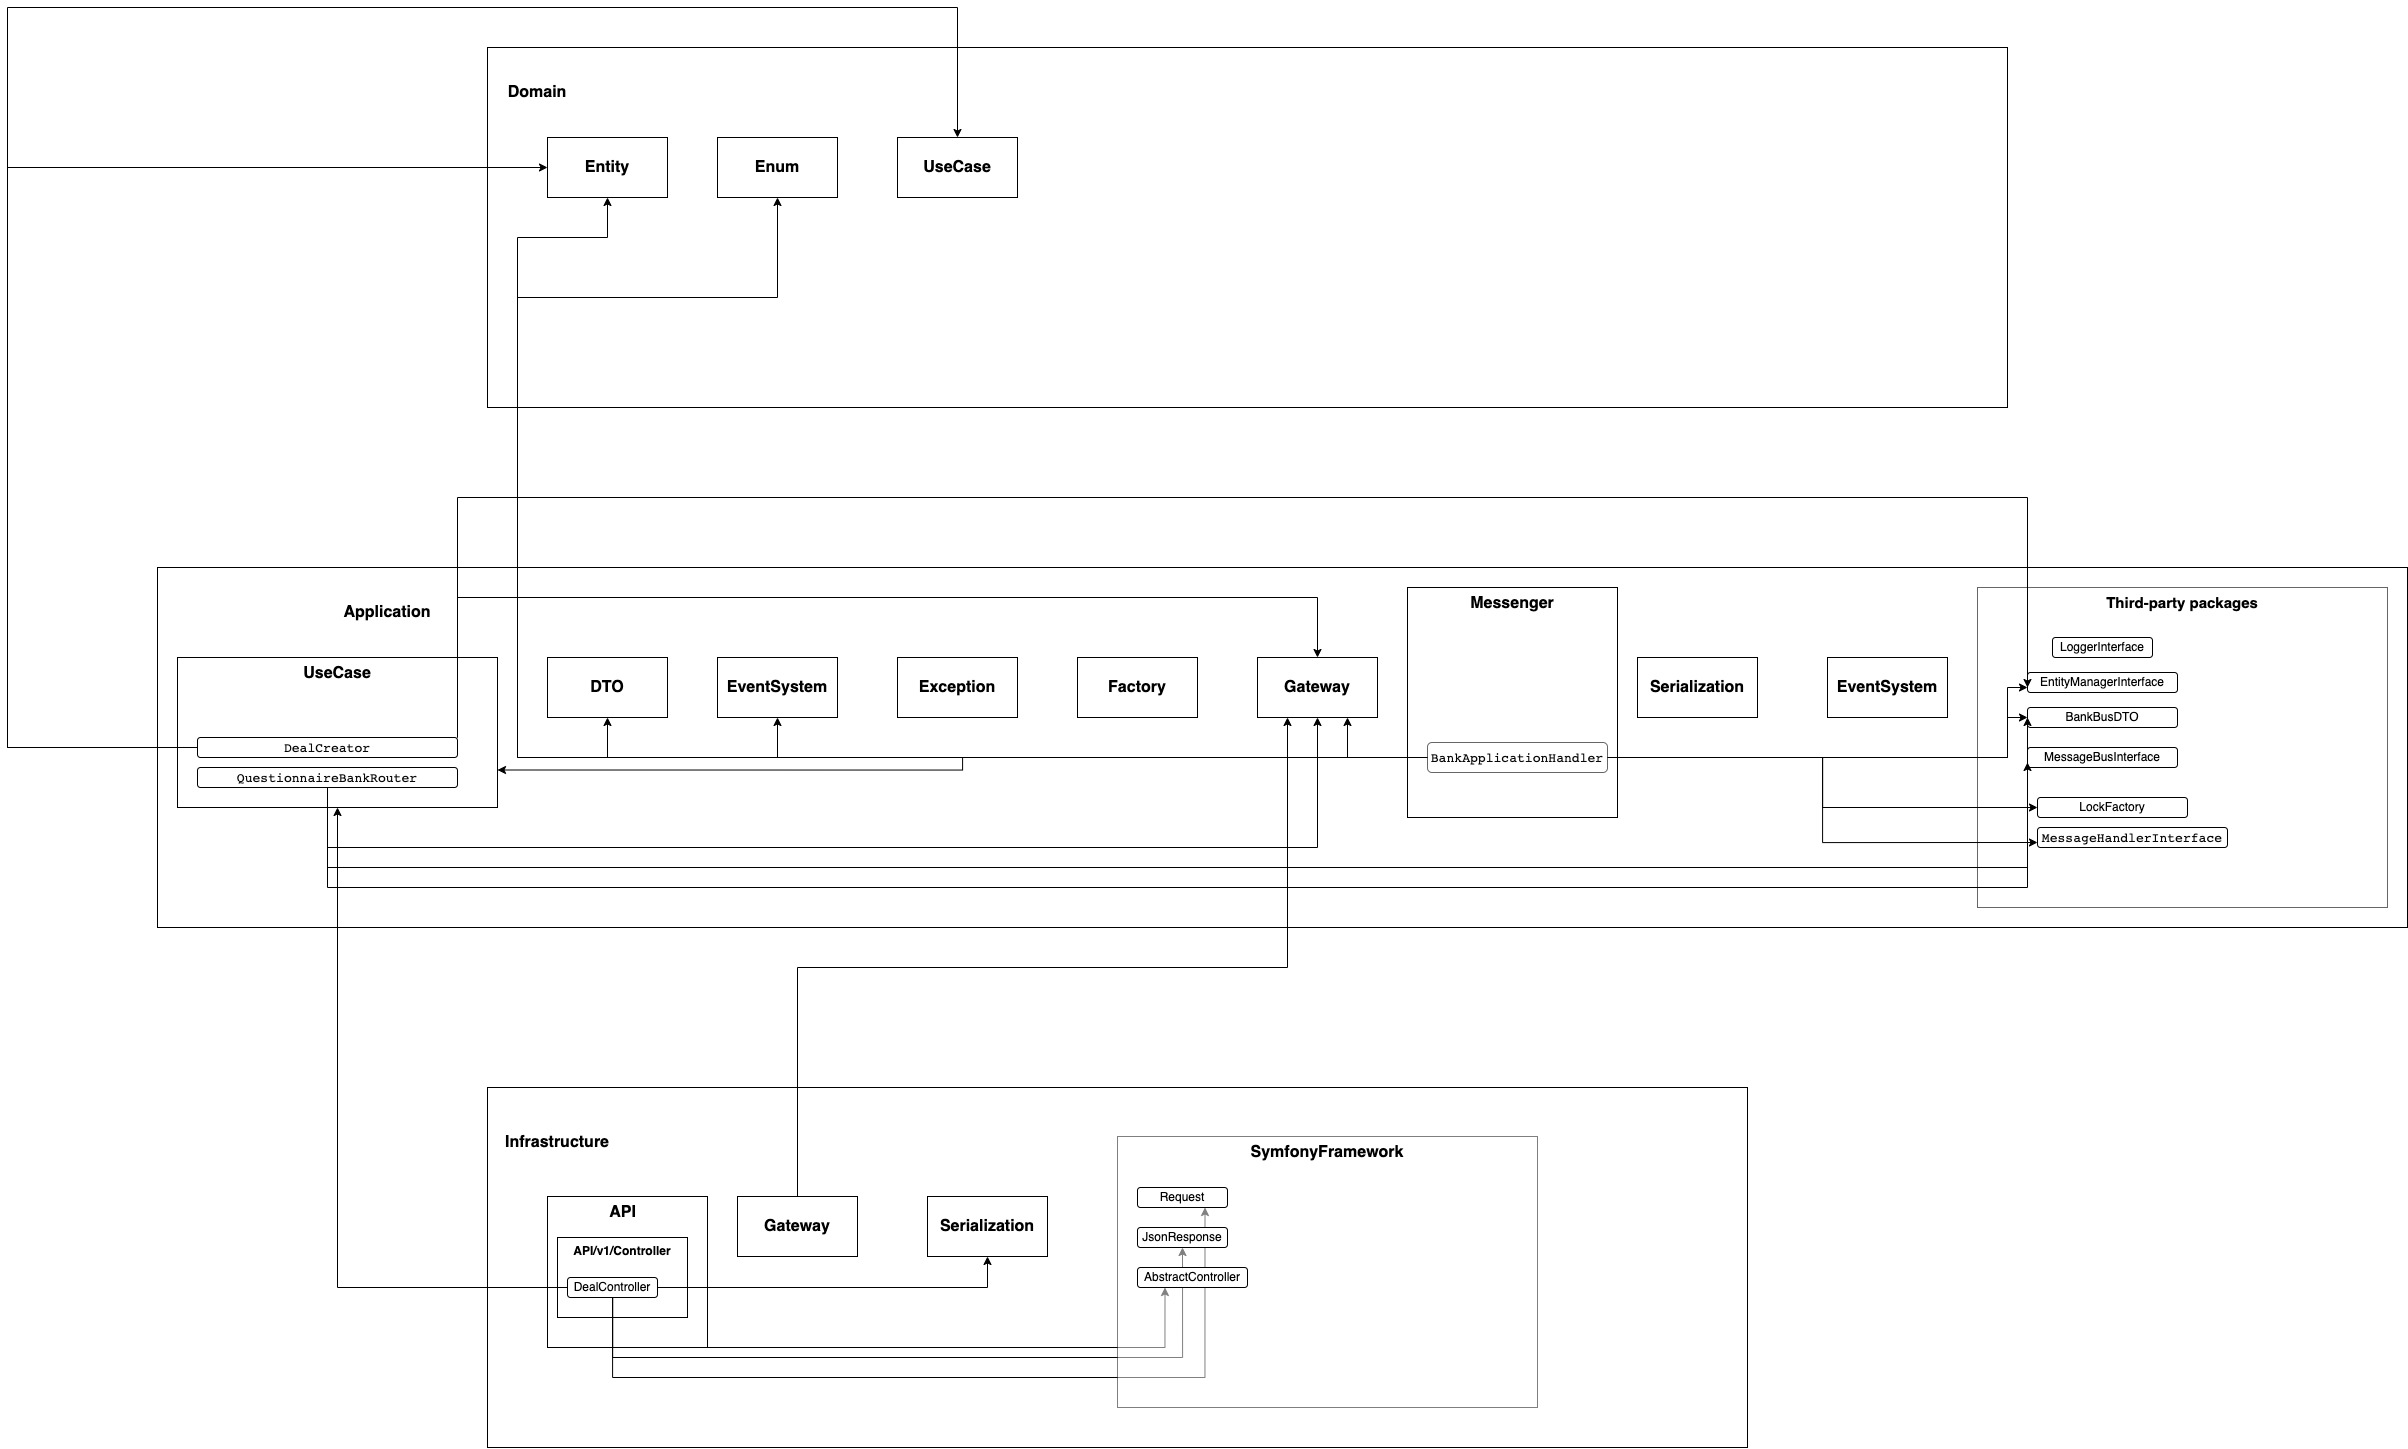 Domain
Entity
Enum
UseCase
Application
Messenger
Third-party packages
UseCase
DTO
EventSystem
Exception
Factory
Gateway
Serialization
EventSystem
LoggerInterface
EntityManagerInterface
BankBusDTO
DealCreator
QuestionnaireBankRouter
BankApplicationHandler
MessageBusInterface
LockFactory
MessageHandlerInterface
Infrastructure
SymfonyFramework
API
Gateway
Serialization
Request
API/v1/Controller
JsonResponse
DealController
AbstractController